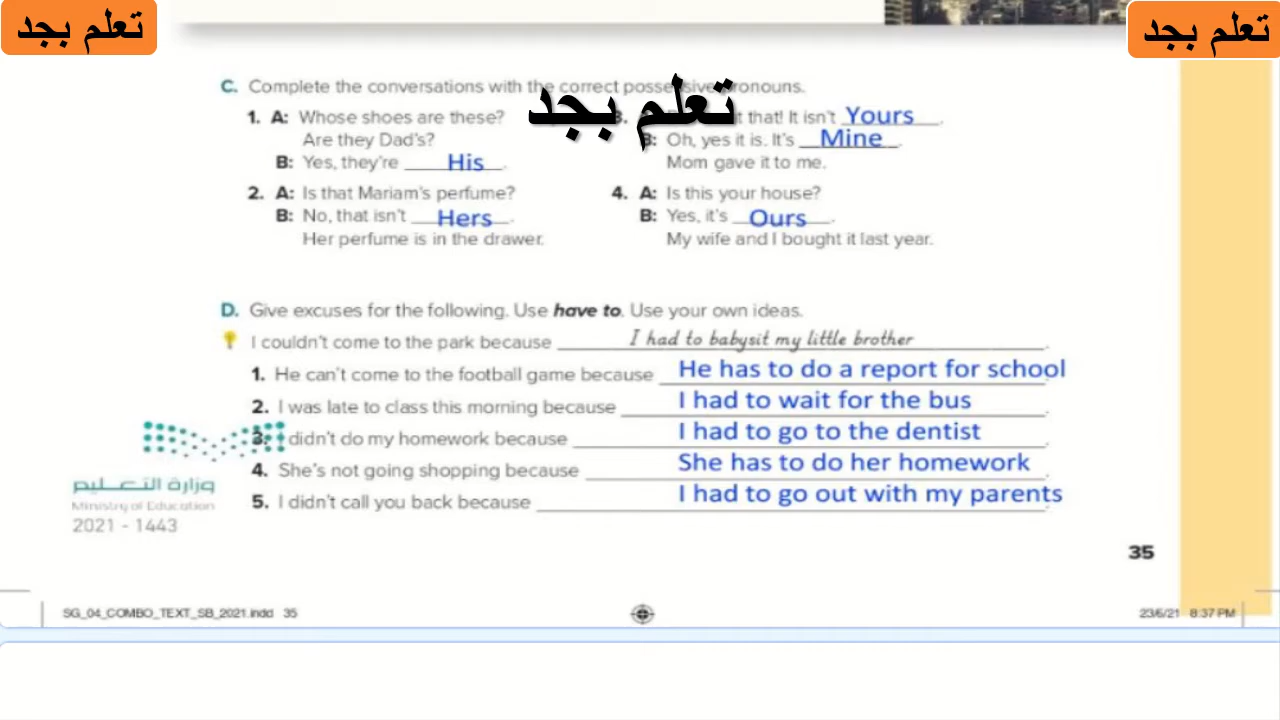 تعلم بجد
تعلم بجد
C. Complete the conversations with the correct possessive pronouns.
تعلم بجد
1. A: Whose shoes are these?
Are they Dad's?
B: Yes, they're His.
2. A: Is that Mariam's perfume?
B: No, that isn't Hers.
Her perfume is in the drawer.
3. that! It isn't Yours.
B: Oh, yes it is. It's Mine.
Mom gave it to me.
4. A: Is this your house?
B: Yes, it's Ours.
My wife and I bought it last year.
D. Give excuses for the following. Use have to. Use your own ideas.
I couldn't come to the park because I had to babysit my little brother.
1. He can't come to the football game because He has to do a report for school.
2. I was late to class this morning because I had to wait for the bus.
3. I didn't do my homework because I had to go to the dentist.
4. She's not going shopping because She has to do her homework.
5. I didn't call you back because I had to go out with my parents.
وزارة التعليم
Ministry of Education
2021 - 1443
35
SG_04_COMBO_TEXT_SB_2021.indd 35
23/6/21 8:37 PM